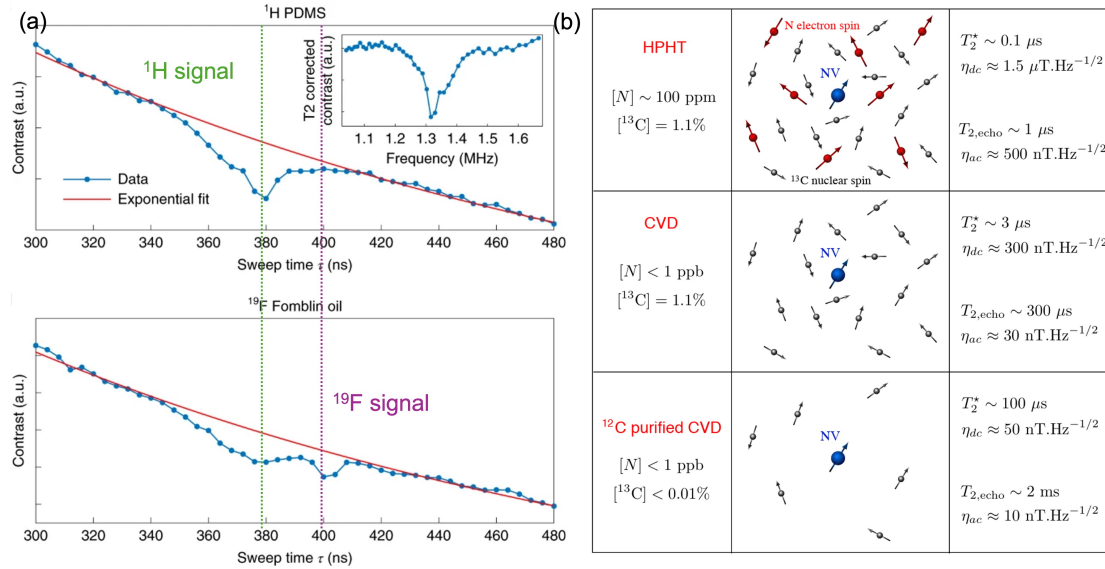 (a)
¹H PDMS
¹H signal
Contrast (a.u.)
Data
Exponential fit
T2 corrected
contrast (a.u.)
1.1 1.2 1.3 1.4 1.5 1.6
Frequency (MHz)
300 320 340 360 380 400 420 440 460 480
Sweep time τ (ns)
¹⁹F Fomblin oil
¹⁹F signal
Contrast (a.u.)
300 320 340 360 380 400 420 440 460 480
Sweep time τ (ns)
(b)
HPHT
[N] ∼ 100 ppm
[¹³C] = 1.1%
N electron spin
NV
¹³C nuclear spin
T₂* ∼ 0.1 μs
η_dc ≈ 1.5 μT.Hz⁻¹/²
T₂,echo ∼ 1 μs
η_ac ≈ 500 nT.Hz⁻¹/²
CVD
[N] < 1 ppb
[¹³C] = 1.1%
NV
T₂* ∼ 3 μs
η_dc ≈ 300 nT.Hz⁻¹/²
T₂,echo ∼ 300 μs
η_ac ≈ 30 nT.Hz⁻¹/²
¹²C purified CVD
[N] < 1 ppb
[¹³C] < 0.01%
NV
T₂* ∼ 100 μs
η_dc ≈ 50 nT.Hz⁻¹/²
T₂,echo ∼ 2 ms
η_ac ≈ 10 nT.Hz⁻¹/²